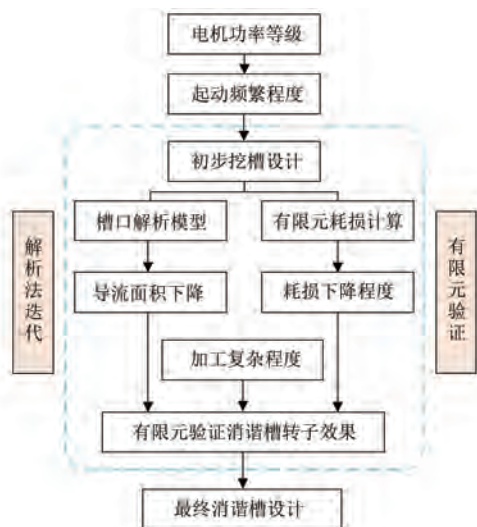 电机功率等级
起动频繁程度
初步挖槽设计
槽口解析模型
有限元耗损计算
导流面积下降
耗损下降程度
解析法迭代
有限元验证
加工复杂程度
有限元验证消谐槽转子效果
最终消谐槽设计